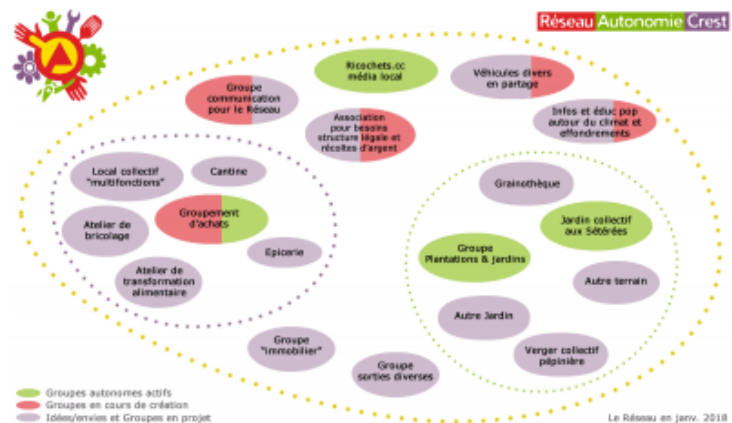 Réseau Autonomie Crest
Ricochets.cc
média local
Groupe
communication
pour le Réseau
Véhicules divers
en partage
Association
pour besoins
structure légale et
récoltes d'argent
Infos et éduc pop
autour du climat et
effondrements
Local collectif
"multifonctions"
Cantine
Groupement
d'achats
Atelier de
bricolage
Epicerie
Atelier de
transformation
alimentaire
Grainothèque
Jardin collectif
aux Sétérées
Groupe
Plantations & jardins
Autre terrain
Autre Jardin
Verger collectif
pépinière
Groupe
"immobilier"
Groupe
sorties diverses
Groupes autonomes actifs
Groupes en cours de création
Idées/envies et Groupes en projet
Le Réseau en janv. 2018